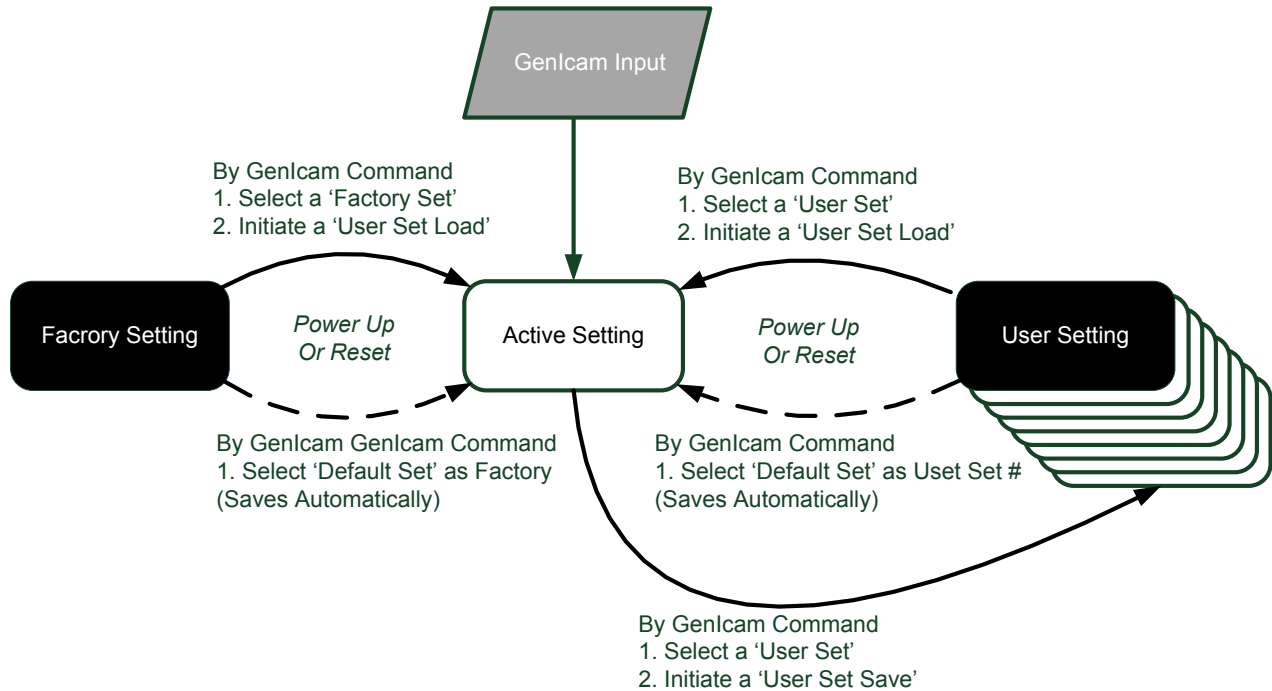 GenIcam Input
By GenIcam Command
1. Select a ‘Factory Set’
2. Initiate a ‘User Set Load’
By GenIcam Command
1. Select a ‘User Set’
2. Initiate a ‘User Set Load’
Facrory Setting
Power Up
Or Reset
Active Setting
Power Up
Or Reset
User Setting
By GenIcam GenIcam Command
1. Select ‘Default Set’ as Factory
(Saves Automatically)
By GenIcam Command
1. Select ‘Default Set’ as Uset Set #
(Saves Automatically)
By GenIcam Command
1. Select a ‘User Set’
2. Initiate a ‘User Set Save’